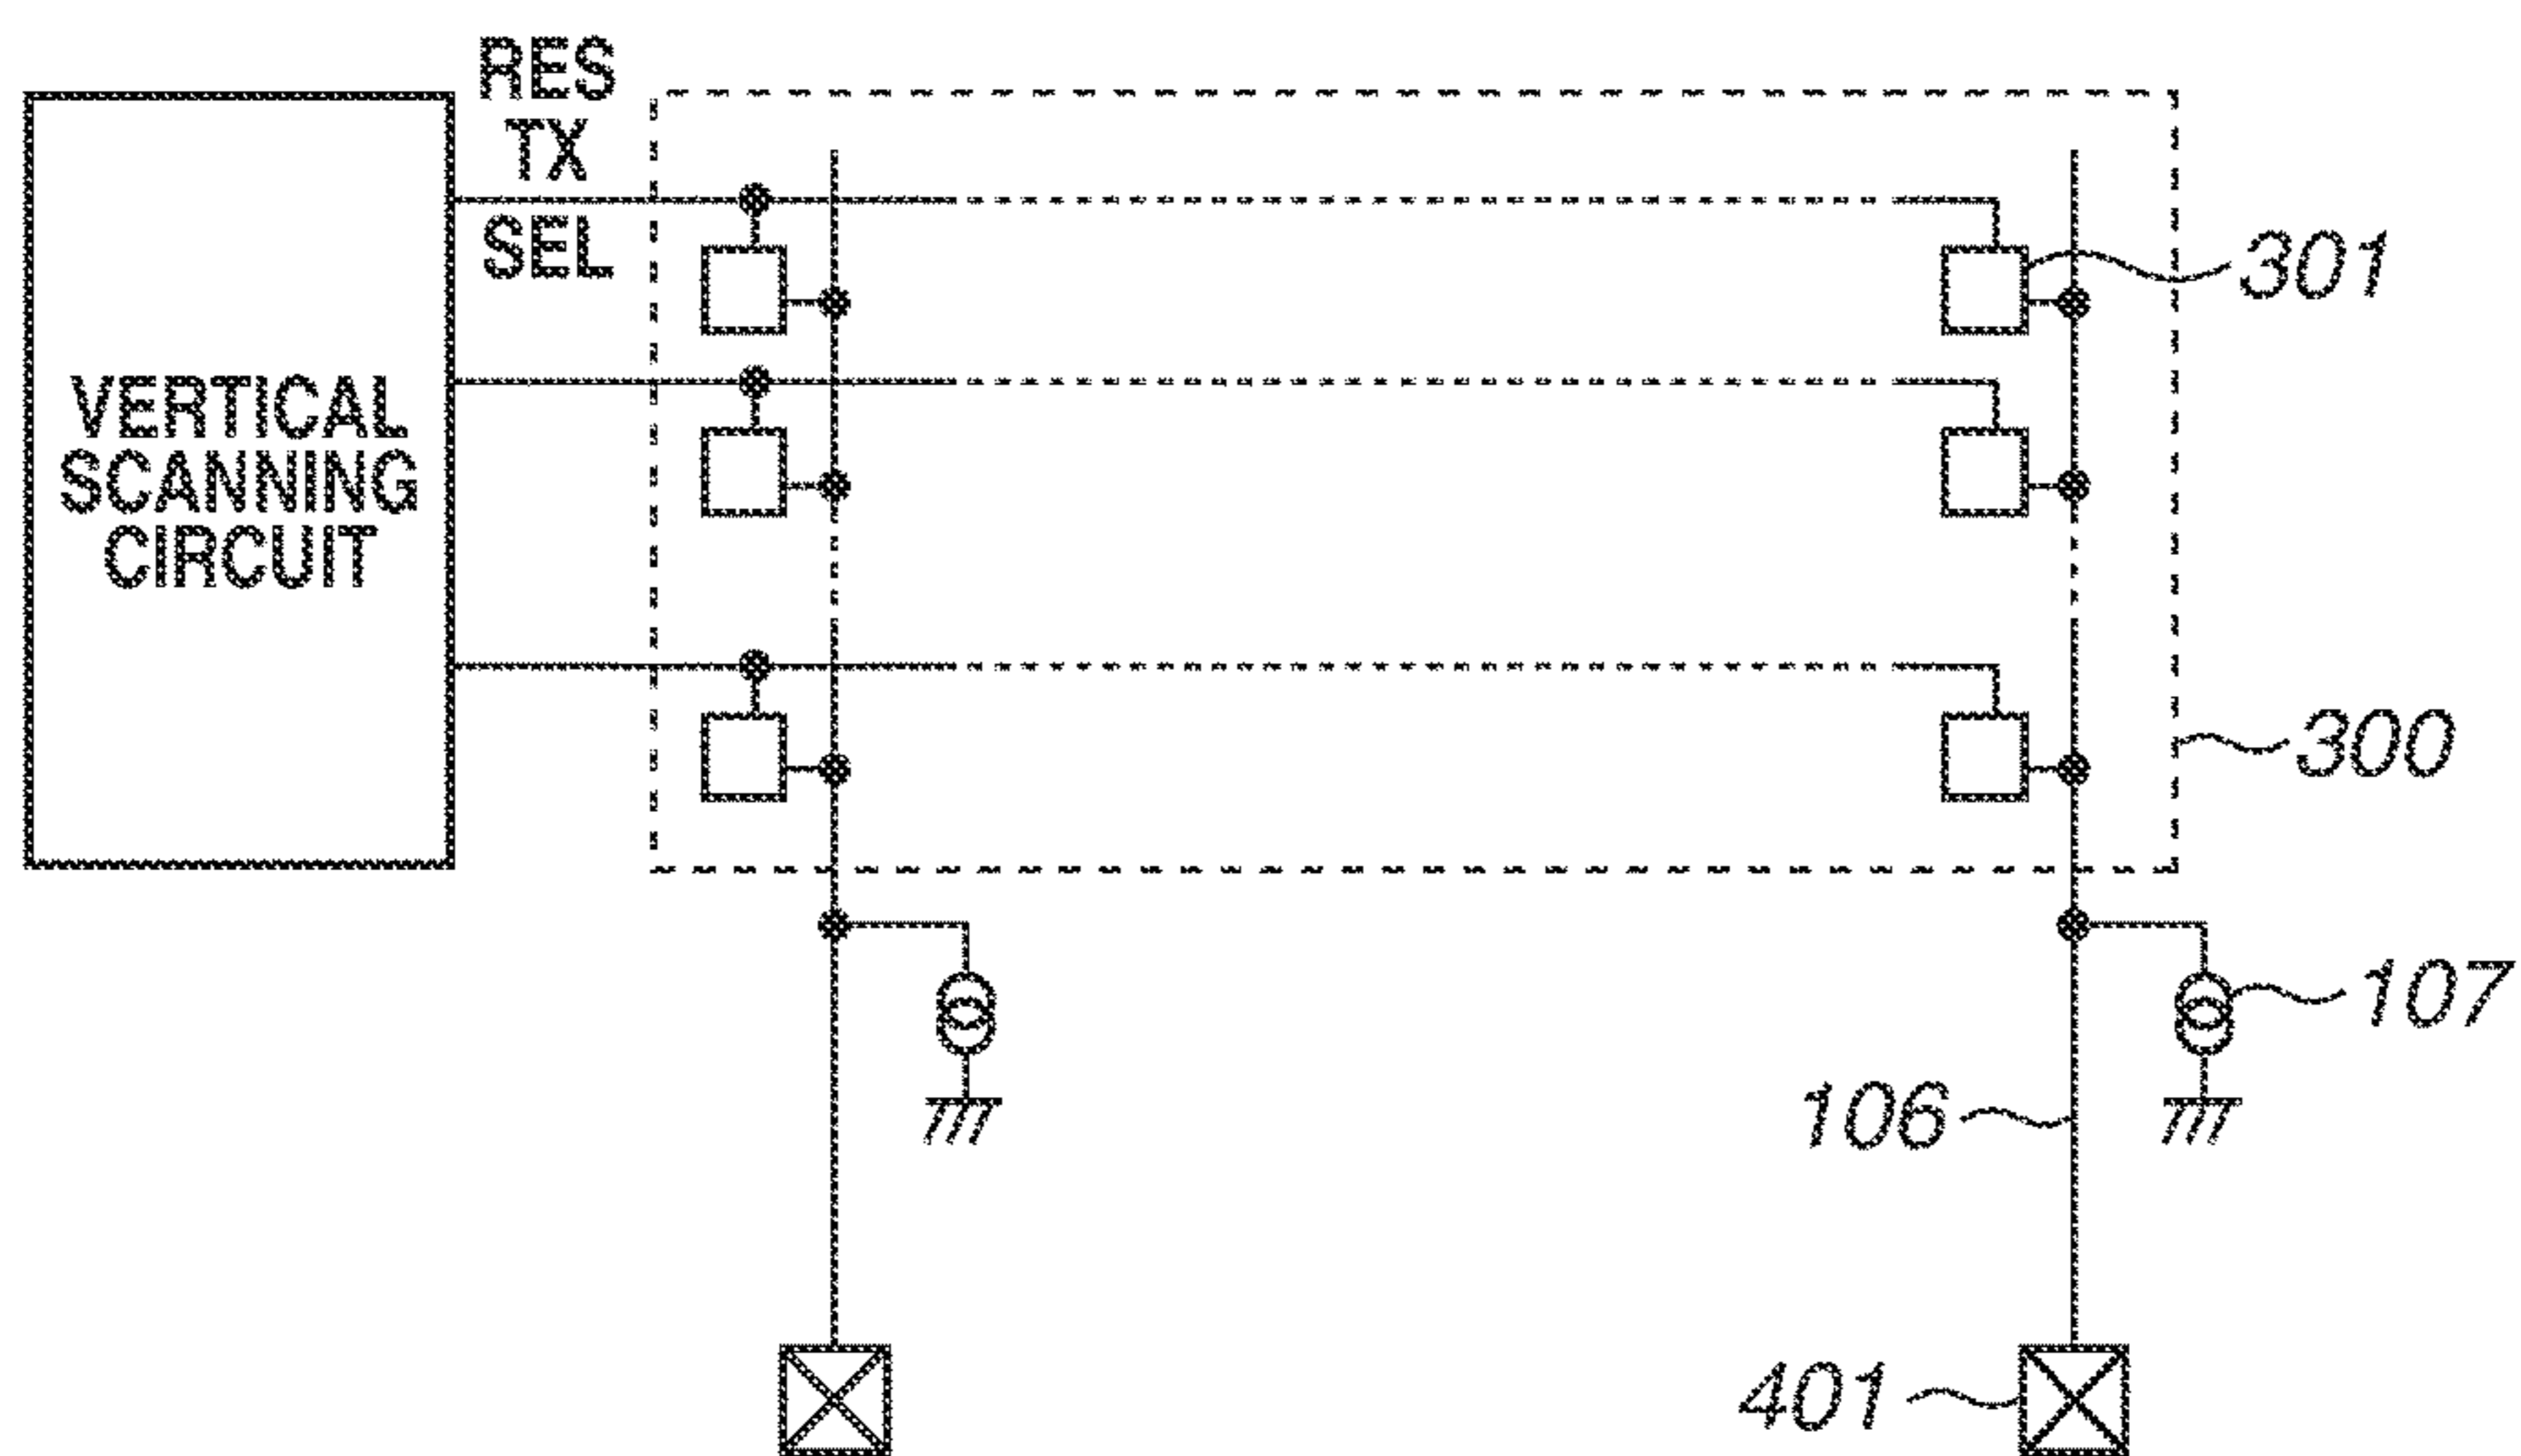 RES
TX
SEL
301
VERTICAL
SCANNING
CIRCUIT
300
107
106
401